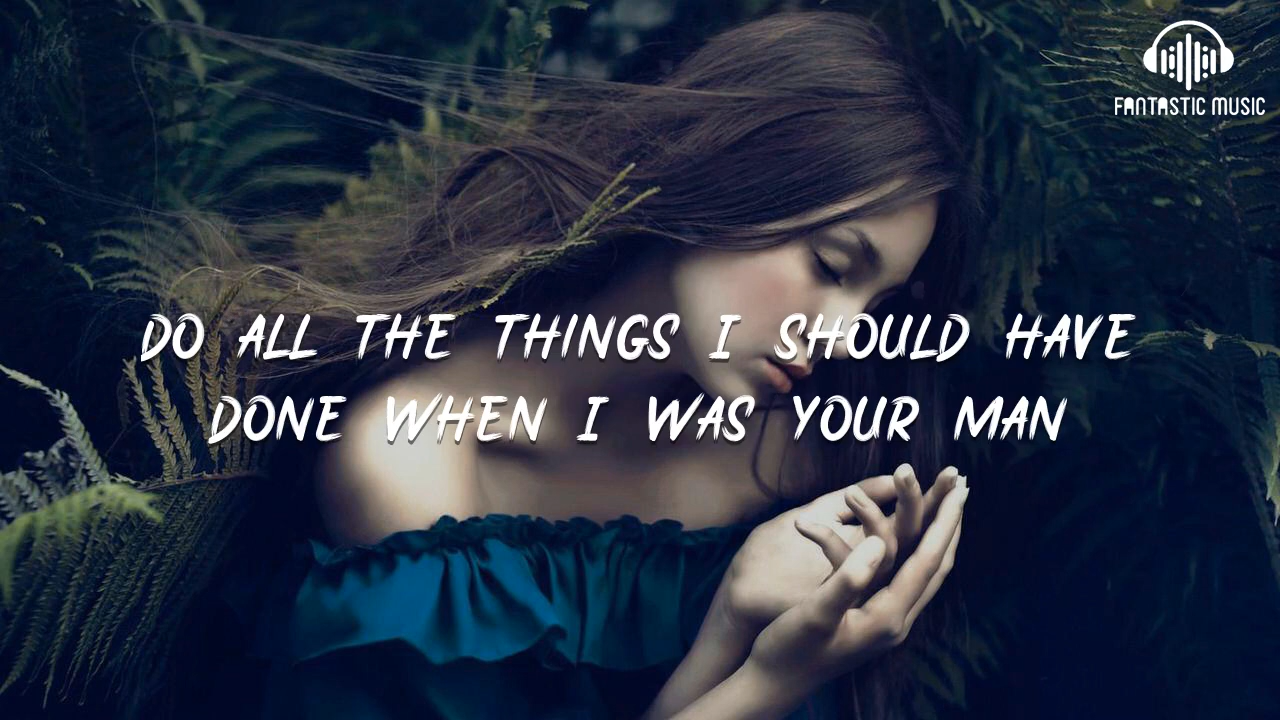 FANTASTIC MUSIC
DO ALL THE THINGS I SHOULD HAVE
DONE WHEN I WAS YOUR MAN